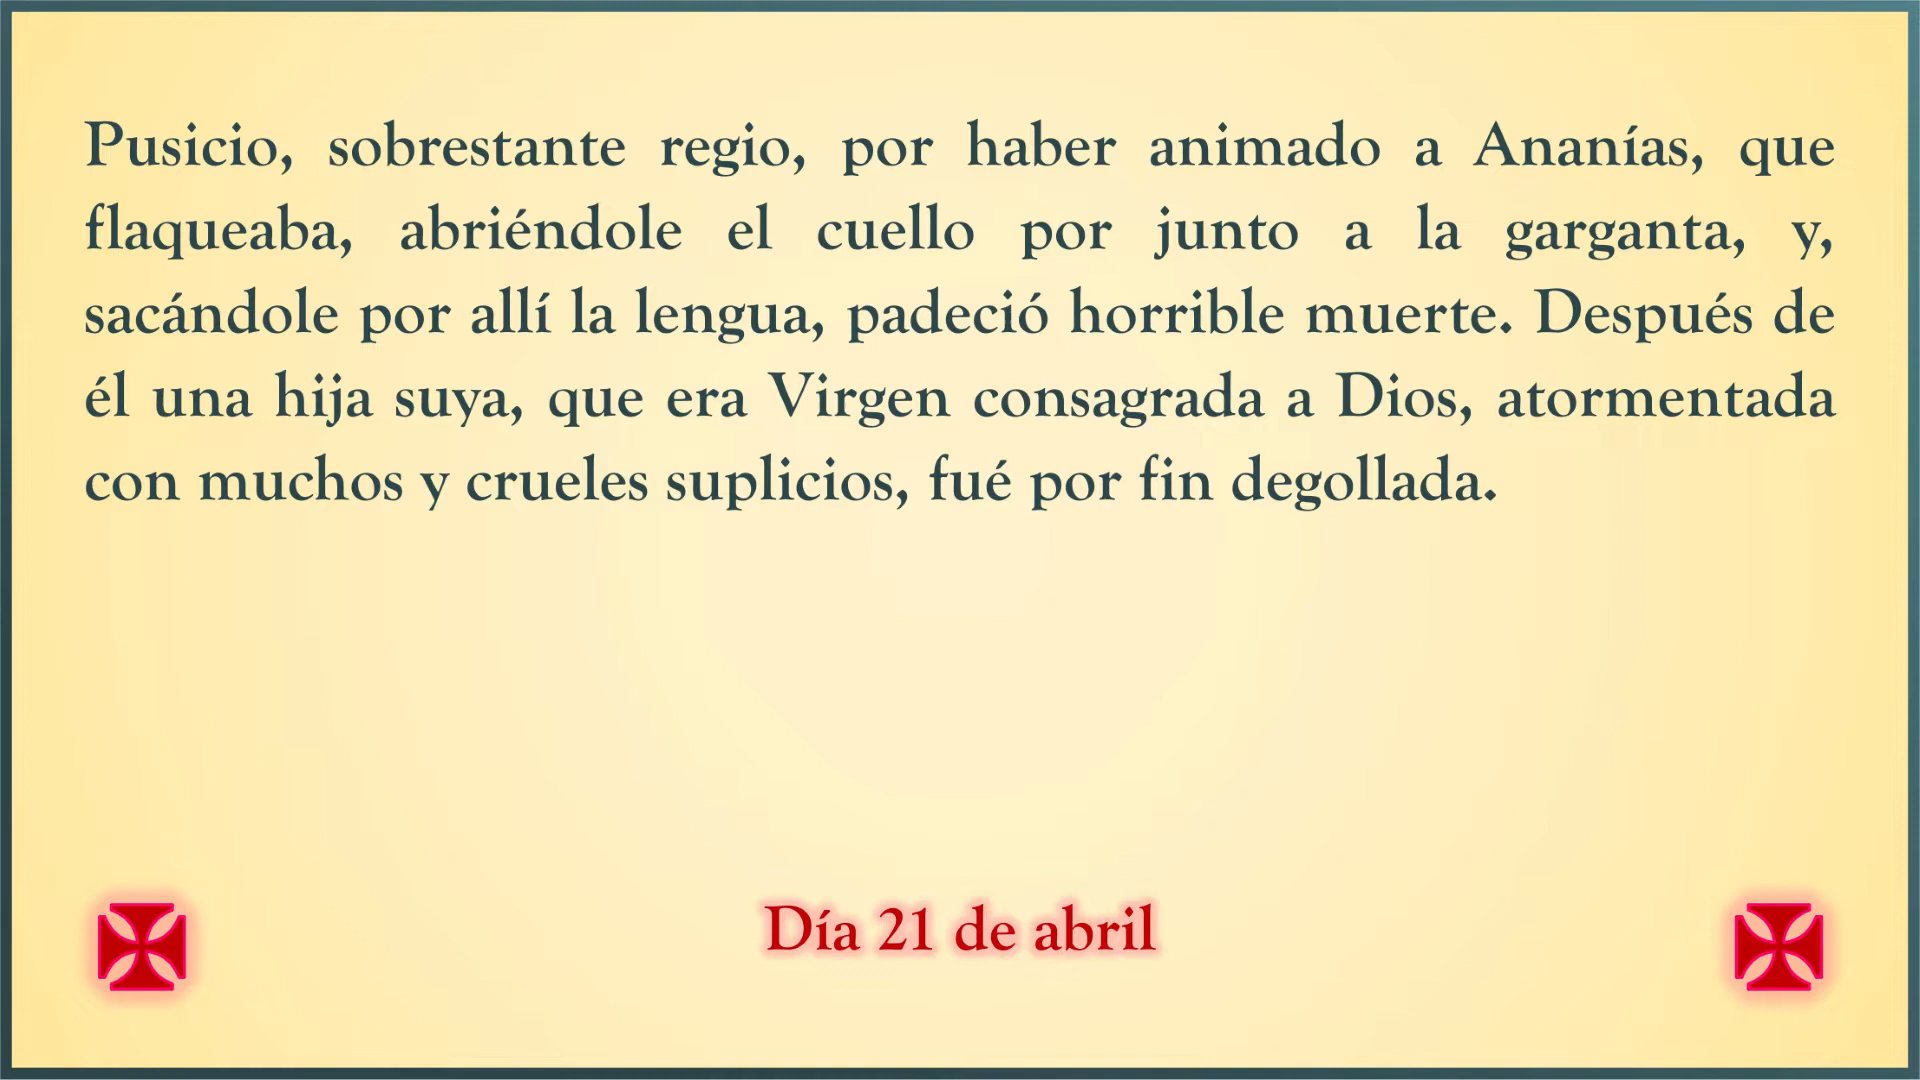 Pusicio, sobrestante regio, por haber animado a Ananías, que
flaqueaba, abriéndole el cuello por junto a la garganta, y,
sacándole por allí la lengua, padeció horrible muerte. Después de
él una hija suya, que era Virgen consagrada a Dios, atormentada
con muchos y crueles suplicios, fué por fin degollada.
Día 21 de abril